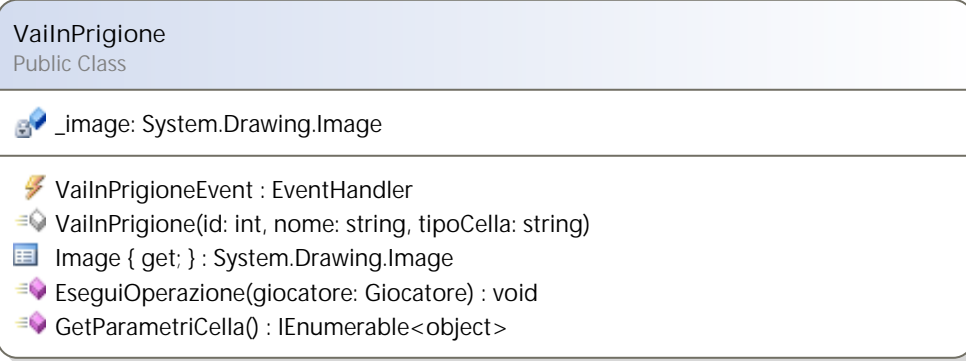 VaiInPrigione
Public Class
_image: System.Drawing.Image
VaiInPrigioneEvent : EventHandler
VaiInPrigione(id: int, nome: string, tipoCella: string)
Image { get; } : System.Drawing.Image
EseguiOperazione(giocatore: Giocatore) : void
GetParametriCella() : IEnumerable<object>